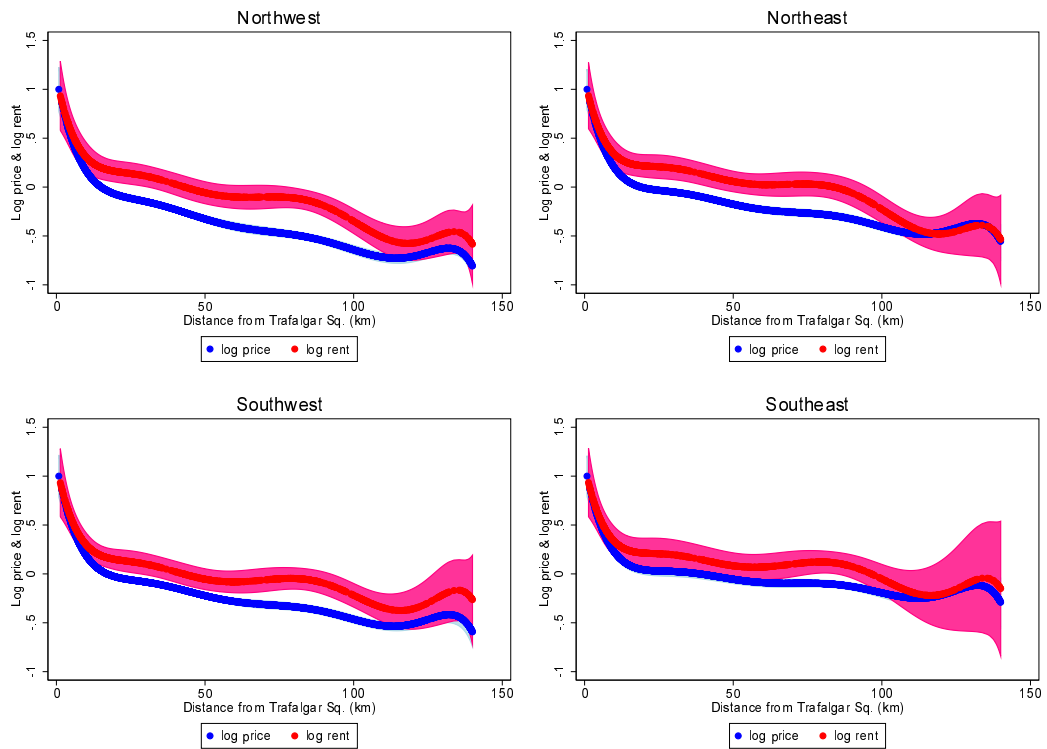 Northwest
Log price & log rent
1.5
1
.5
0
-.5
-1
0 50 100 150
Distance from Trafalgar Sq. (km)
log price log rent
Northeast
Log price & log rent
1.5
1
.5
0
-.5
-1
0 50 100 150
Distance from Trafalgar Sq. (km)
log price log rent
Southwest
Log price & log rent
1.5
1
.5
0
-.5
-1
0 50 100 150
Distance from Trafalgar Sq. (km)
log price log rent
Southeast
Log price & log rent
1.5
1
.5
0
-.5
-1
0 50 100 150
Distance from Trafalgar Sq. (km)
log price log rent